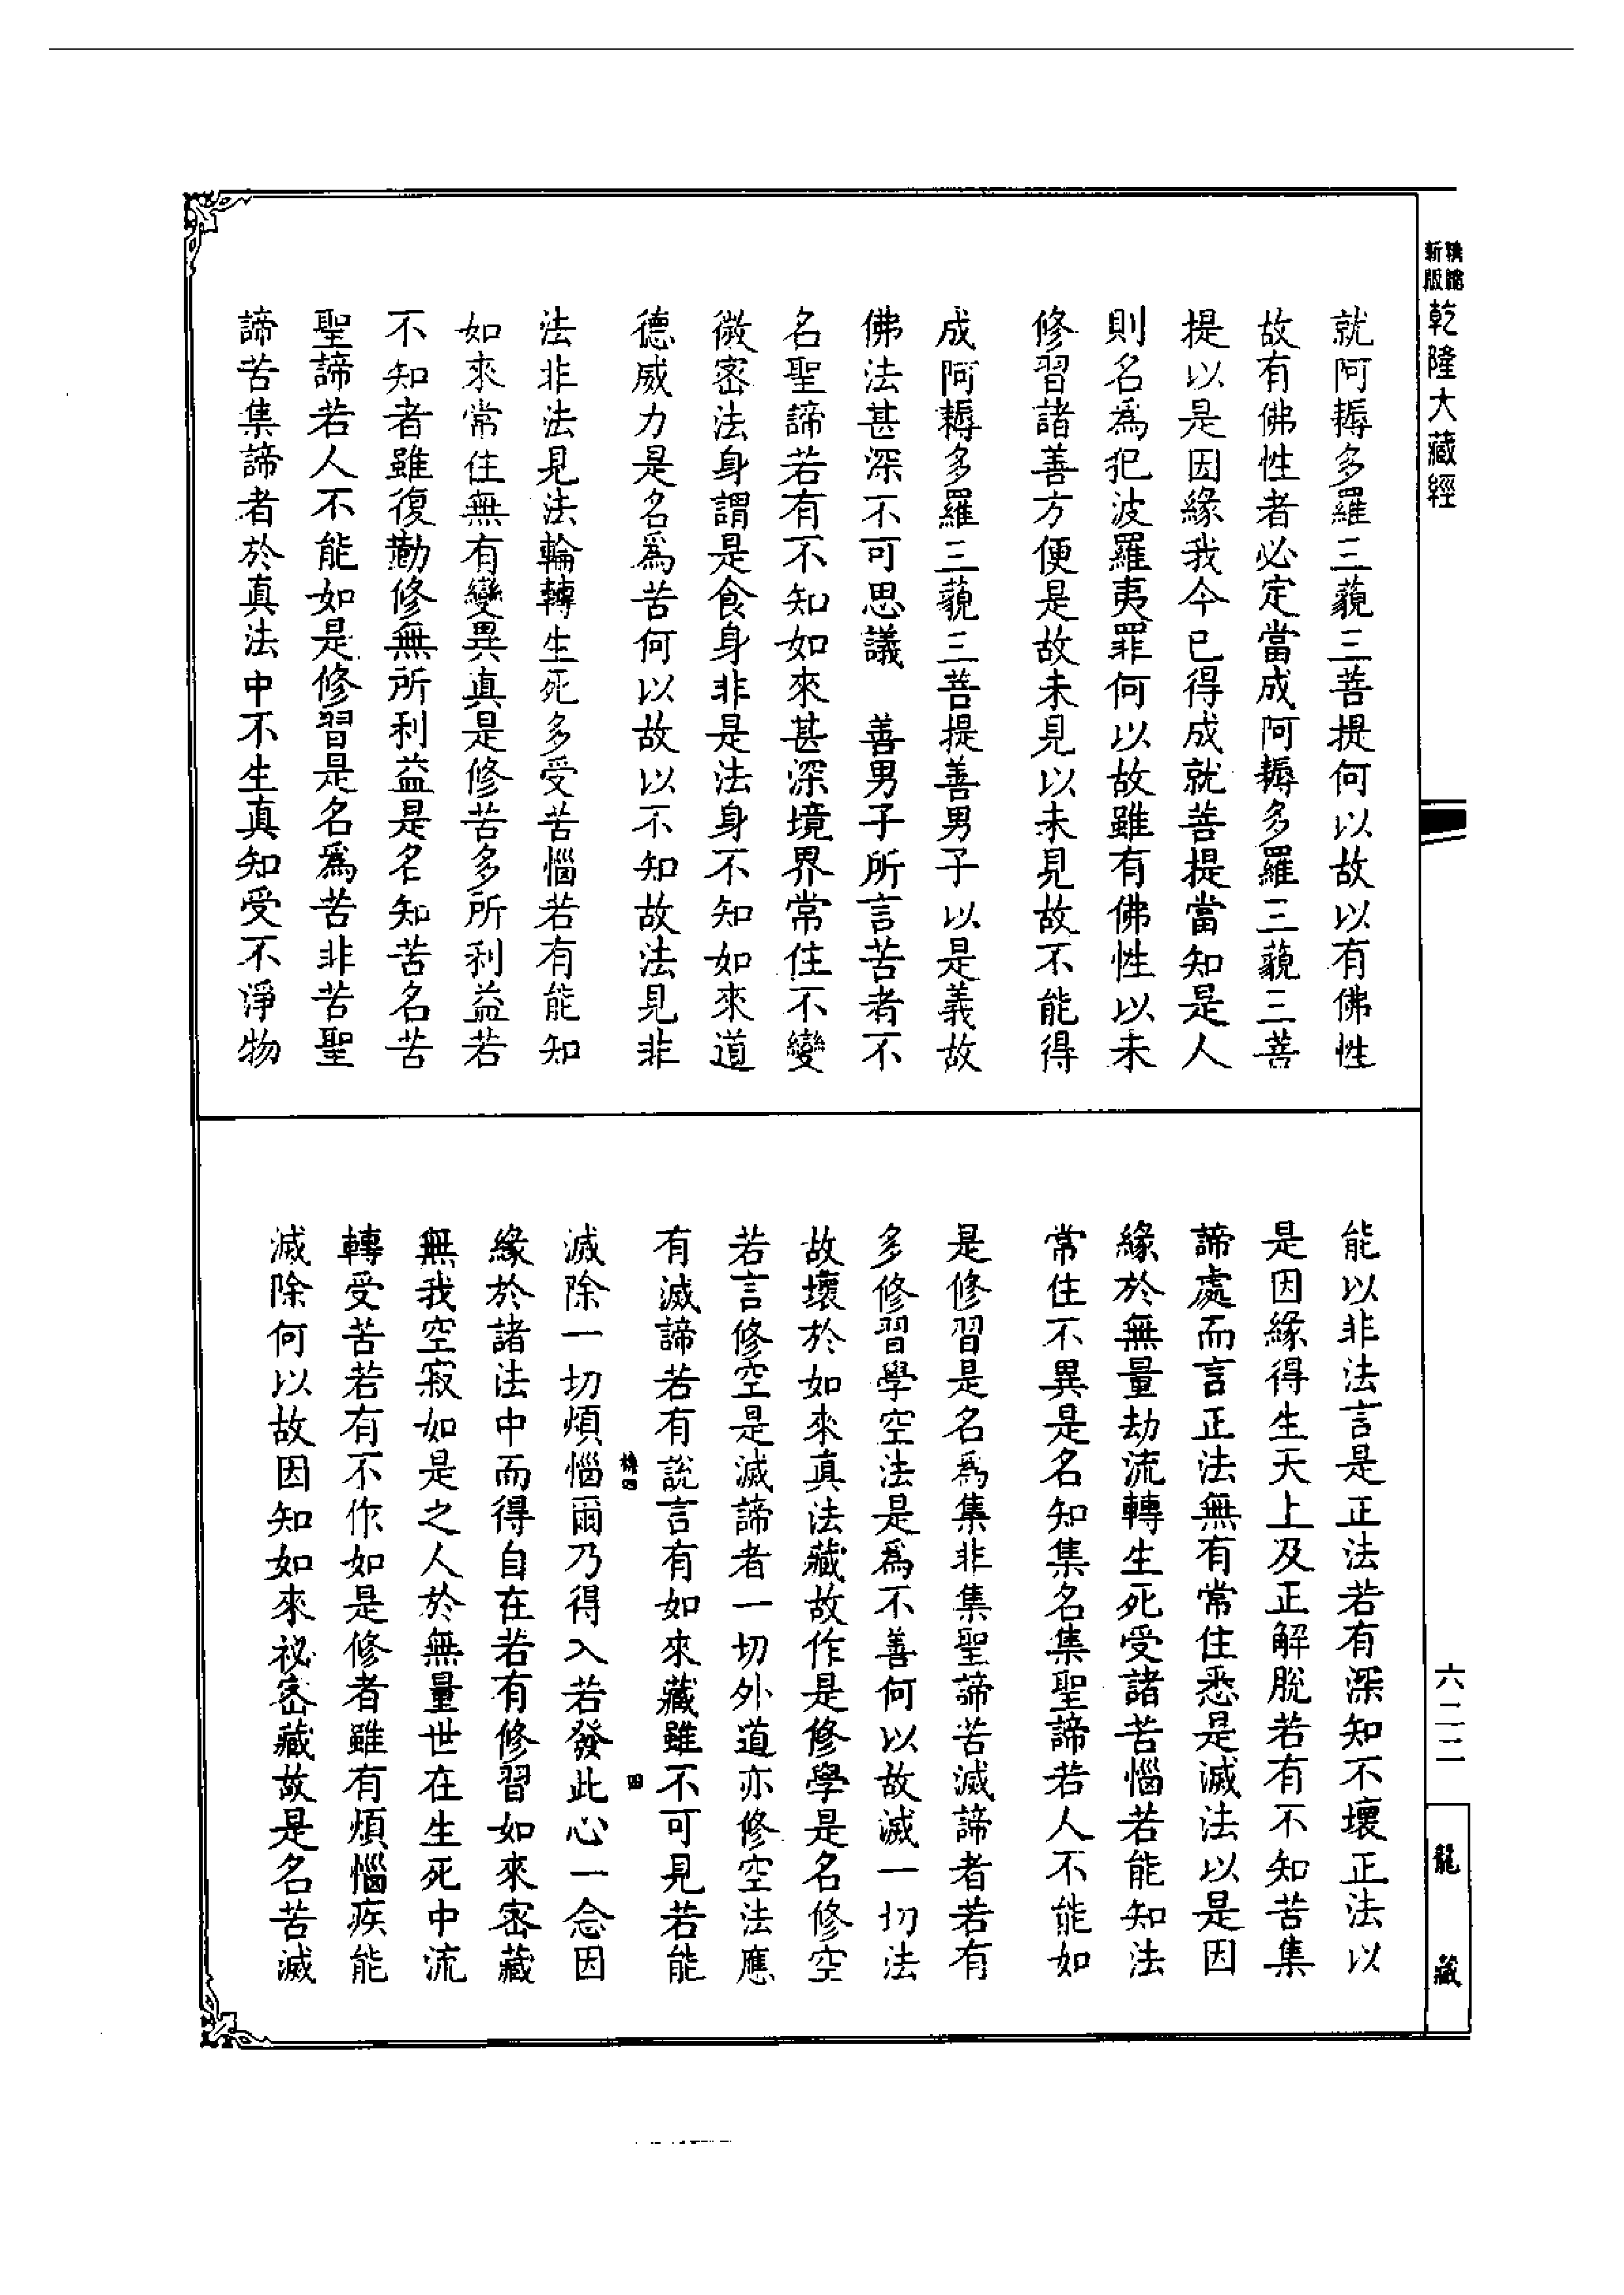 新版
乾隆大藏經
就阿耨多羅三藐三菩提何以故以有佛性
故有佛性者必定當成阿耨多羅三藐三菩
提以是因緣我今已得成就菩提當知是人
則名為犯波羅夷罪何以故雖有佛性以未
修習諸善方便是故未見以未見故不能得
成阿耨多羅三藐三菩提善男子以是義故
佛法甚深不可思議　善男子所言苦者不
名聖諦若有不知如來甚深境界常住不變
微密法身謂是食身非是法身不知如來道
德威力是名為苦何以故以不知故法見非
法非法見法輪轉生死多受苦惱若有能知
如來常住無有變異真是修苦多所利益若
不知者雖復勤修無所利益是名知苦名苦
聖諦若人不能如是修習是名為苦非苦聖
諦苦集諦者於真法中不生真知受不淨物
能以非法言是正法若有深知不壞正法以
是因緣得生天上及正解脫若有不知苦集
諦處而言正法無有常住悉是滅法以是因
緣於無量劫流轉生死受諸苦惱若能知法
常住不異是名知集名集聖諦若人不能如
是修習是名為集非集聖諦苦滅諦者若有
多修習學空法是為不善何以故滅一切法
故壞於如來真法藏故作是修學是名修空
若言修空是滅諦者一切外道亦修空法應
有滅諦若有說言有如來藏雖不可見若能
四
滅除一切煩惱爾乃得入若發此心一念因
緣於諸法中而得自在若有修習如來密藏
無我空寂如是之人於無量世在生死中流
轉受苦若有不作如是修者雖有煩惱疾能
滅除何以故因知如來祕密藏故是名苦滅
六二二
龍藏